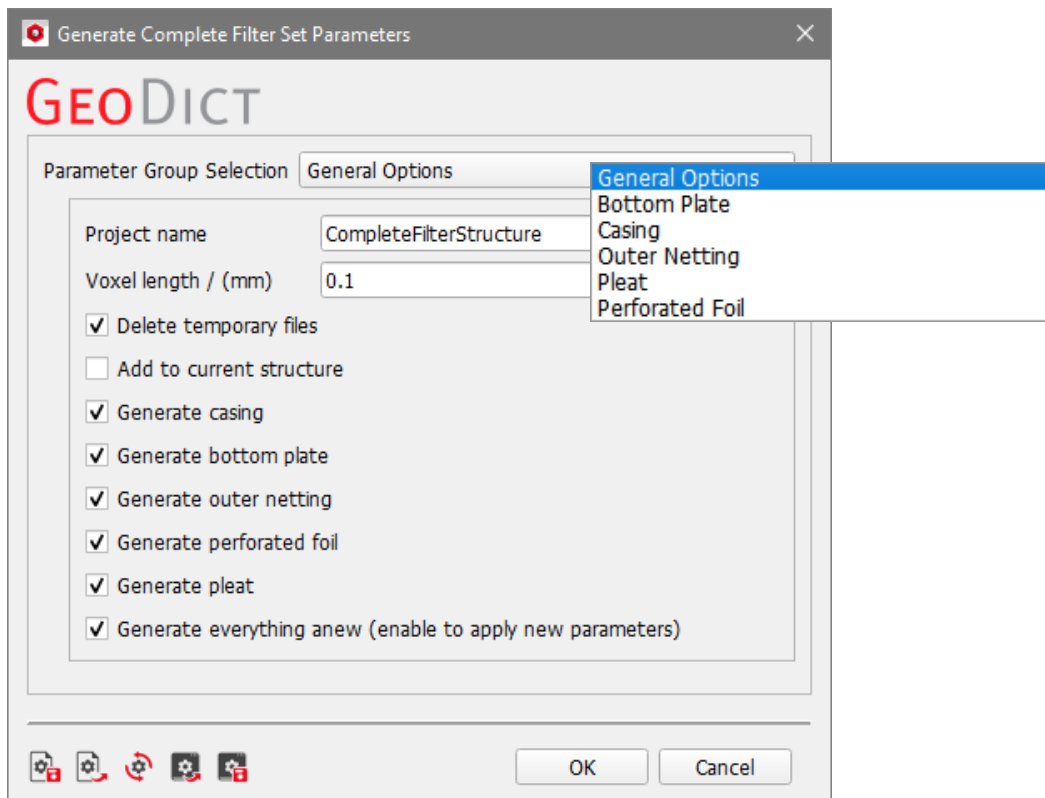 Generate Complete Filter Set Parameters
GEODICT
Parameter Group Selection General Options
General Options
Bottom Plate
Casing
Outer Netting
Pleat
Perforated Foil
Project name CompleteFilterStructure
Voxel length / (mm) 0.1
Delete temporary files
Add to current structure
Generate casing
Generate bottom plate
Generate outer netting
Generate perforated foil
Generate pleat
Generate everything anew (enable to apply new parameters)
OK Cancel